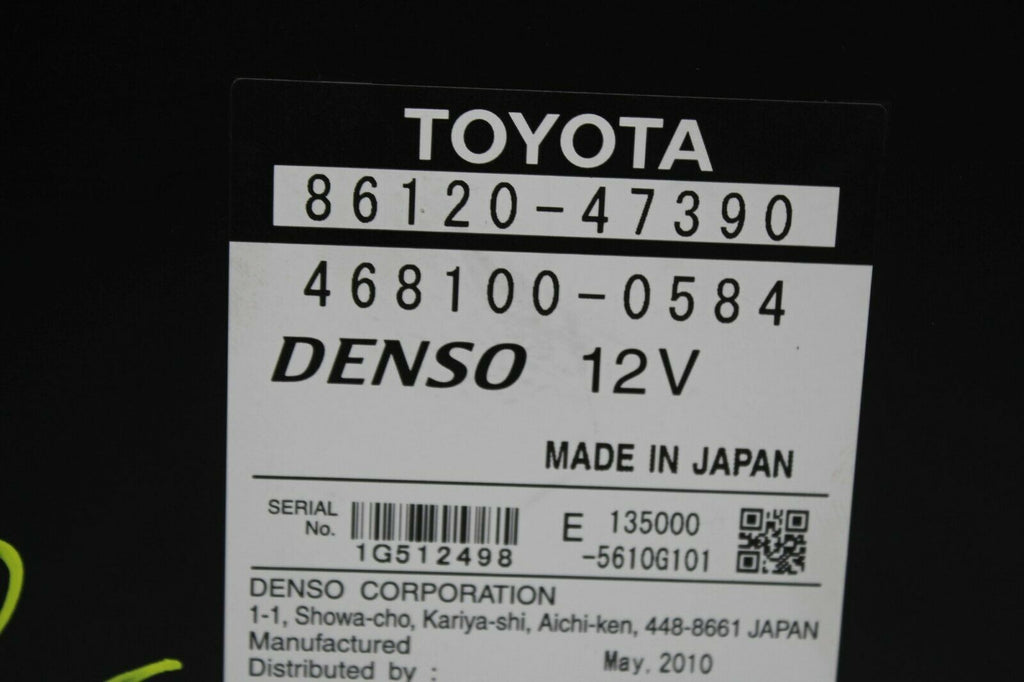 TOYOTA
86120-47390
468100-0584
DENSO 12V
MADE IN JAPAN
SERIAL No. 1G512498 E 135000 -5610G101
DENSO CORPORATION
1-1, Showa-cho, Kariya-shi, Aichi-ken, 448-8661 JAPAN
Manufactured May. 2010
Distributed by :